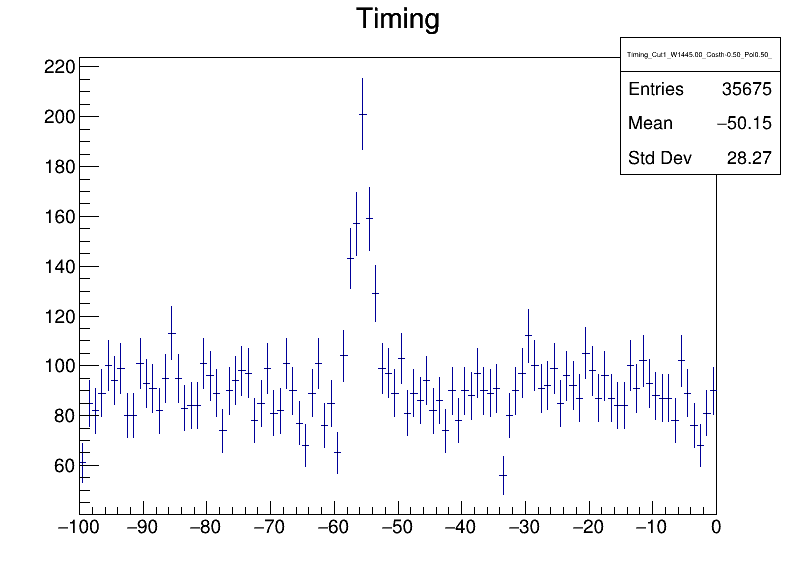 Timing
Timing_Cut1_W1445.00_Costh-0.50_Pol0.50_
Entries 35675
Mean −50.15
Std Dev 28.27
220
200
180
160
140
120
100
80
60
−100 −90 −80 −70 −60 −50 −40 −30 −20 −10 0